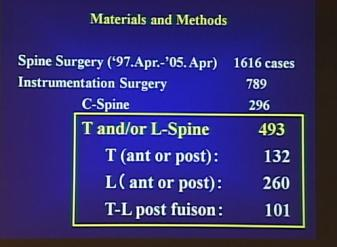 Materials and Methods
Spine Surgery ('97.Apr.-'05. Apr) 1616 cases
Instrumentation Surgery 789
C-Spine 296
T and/or L-Spine 493
T (ant or post): 132
L ( ant or post): 260
T-L post fuison: 101